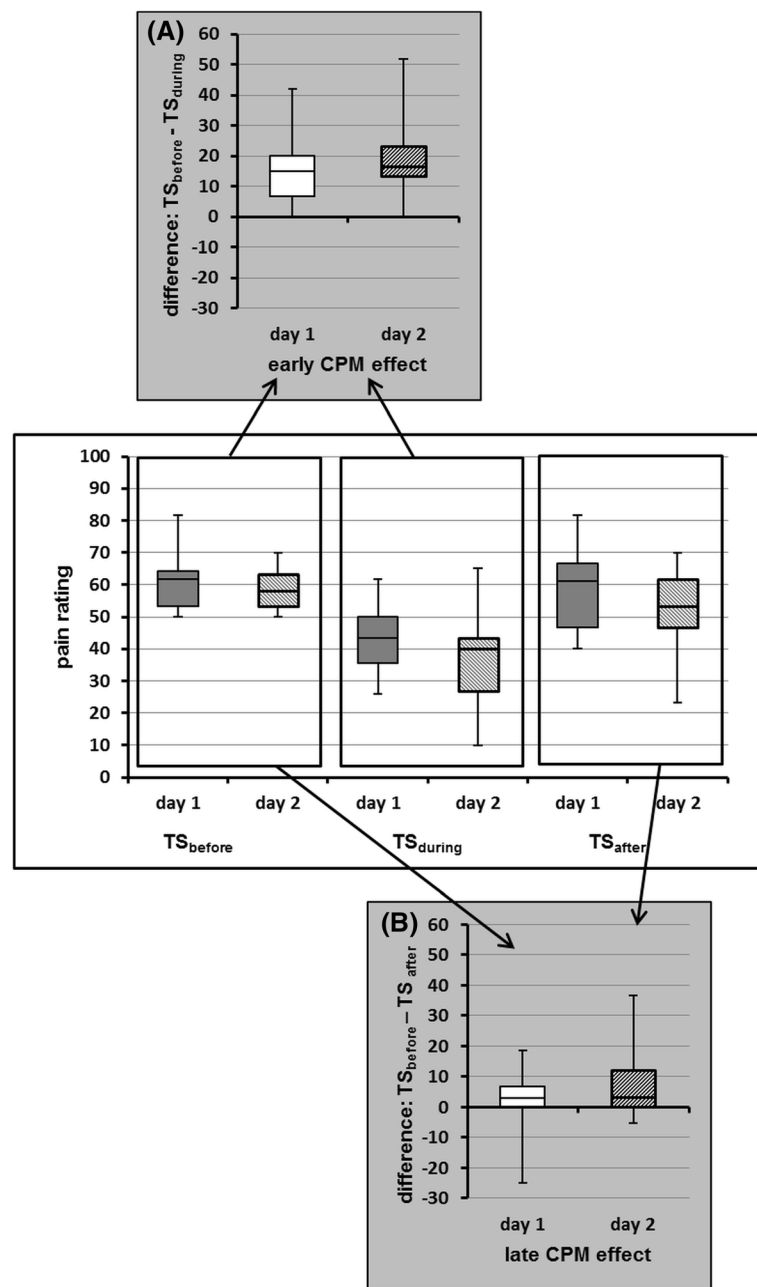 (A)
difference: TSbefore - TSduring
60
50
40
30
20
10
0
-10
-20
-30
day 1 day 2
early CPM effect
pain rating
100
90
80
70
60
50
40
30
20
10
0
day 1 day 2 day 1 day 2 day 1 day 2
TSbefore TSduring TSafter
(B)
difference: TSbefore – TS after
60
50
40
30
20
10
0
-10
-20
-30
day 1 day 2
late CPM effect